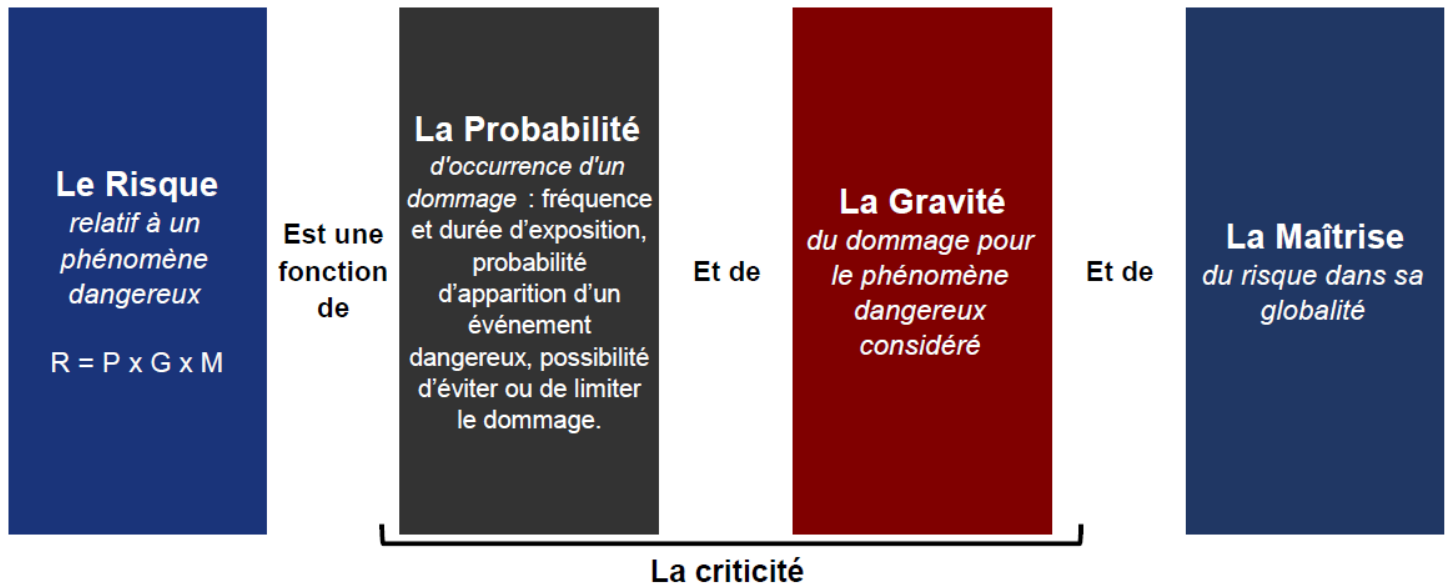 Le Risque
relatif à un
phénomène
dangereux
R = P x G x M
Est une
fonction
de
La Probabilité
d'occurrence d'un
dommage : fréquence
et durée d’exposition,
probabilité
d’apparition d’un
événement
dangereux, possibilité
d’éviter ou de limiter
le dommage.
Et de
La Gravité
du dommage pour
le phénomène
dangereux
considéré
Et de
La Maîtrise
du risque dans sa
globalité
La criticité